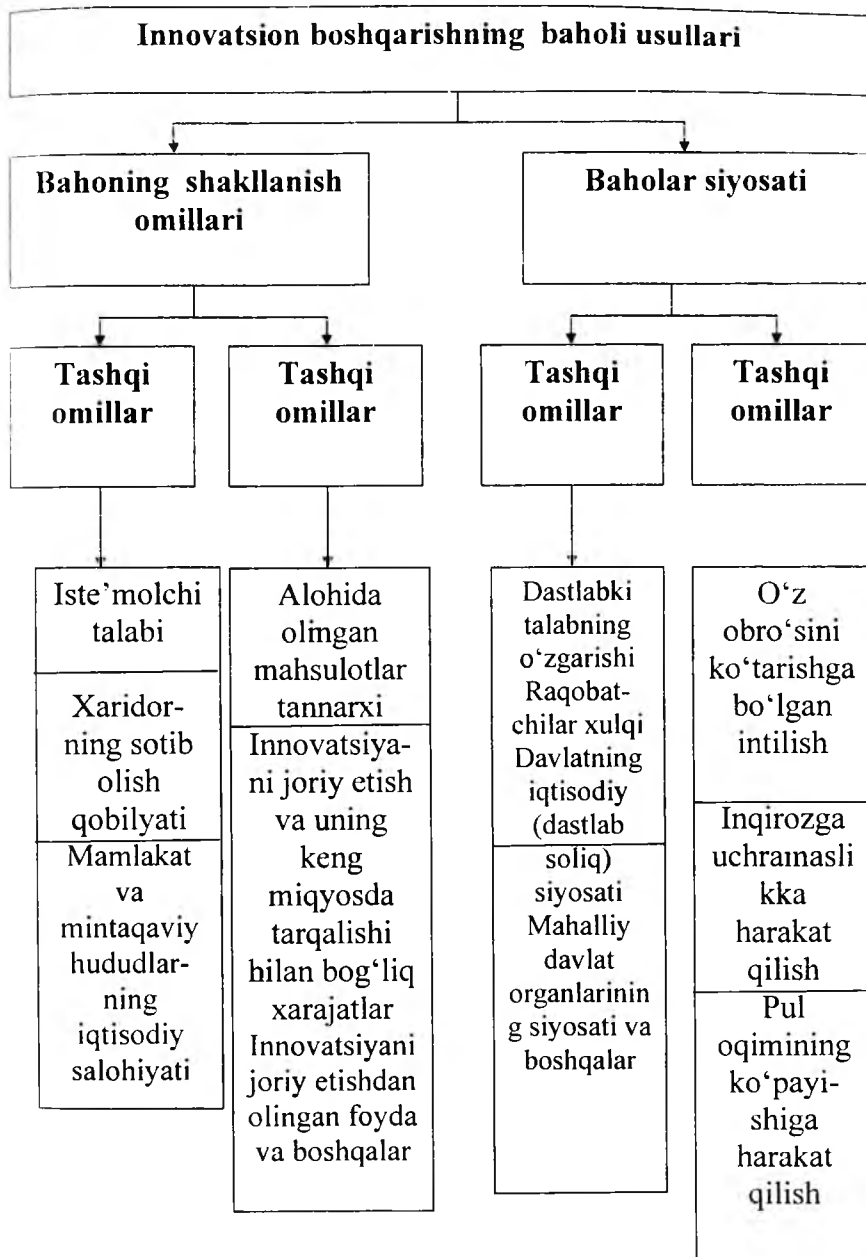 Innovatsion boshqarishning baholi usullari
Bahoning shakllanish
omillari
Baholar siyosati
Tashqi
omillar
Tashqi
omillar
Tashqi
omillar
Tashqi
omillar
Iste’molchi
talabi
Xaridor-
ning sotib
olish
qobilyati
Mamlakat
va
mintaqaviy
hududlar-
ning
iqtisodiy
salohiyati
Alohida
olingan
mahsulotlar
tannarxi
Innovatsiya-
ni joriy etish
va uning
keng
miqyosda
tarqalishi
hilan bog‘liq
xarajatlar
Innovatsiyani
joriy etishdan
olingan foyda
va boshqalar
Dastlabki
talabning
o‘zgarishi
Raqobat-
chilar xulqi
Davlatning
iqtisodiy
(dastlab
soliq)
siyosati
Mahalliy
davlat
organlarinin
g siyosati va
boshqalar
O‘z
obro‘sini
ko‘tarishga
bo‘lgan
intilish
Inqirozga
uchramasli
kka
harakat
qilish
Pul
oqimining
ko‘payi-
shiga
harakat
qilish